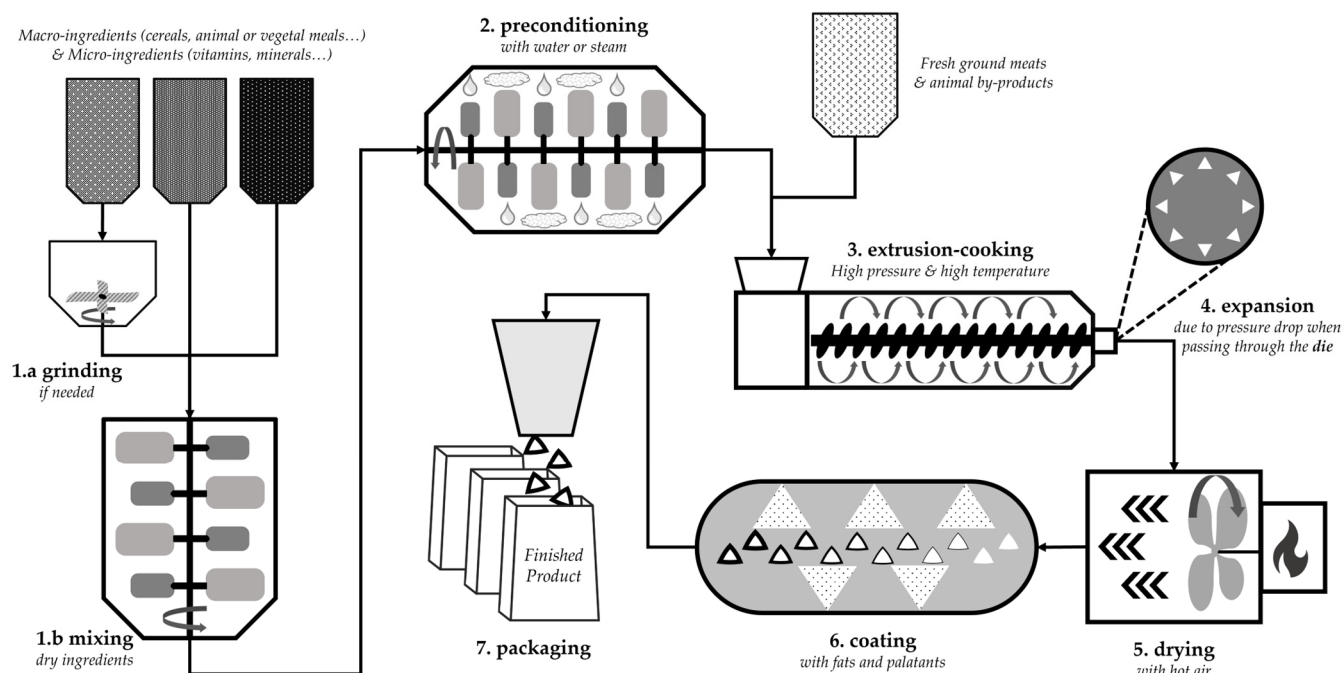 Macro-ingredients (cereals, animal or vegetal meals…)
& Micro-ingredients (vitamins, minerals…)
1.a grinding
if needed
1.b mixing
dry ingredients
2. preconditioning
with water or steam
Fresh ground meats
& animal by-products
3. extrusion-cooking
High pressure & high temperature
4. expansion
due to pressure drop when
passing through the die
5. drying
with hot air
6. coating
with fats and palatants
Finished
Product
7. packaging